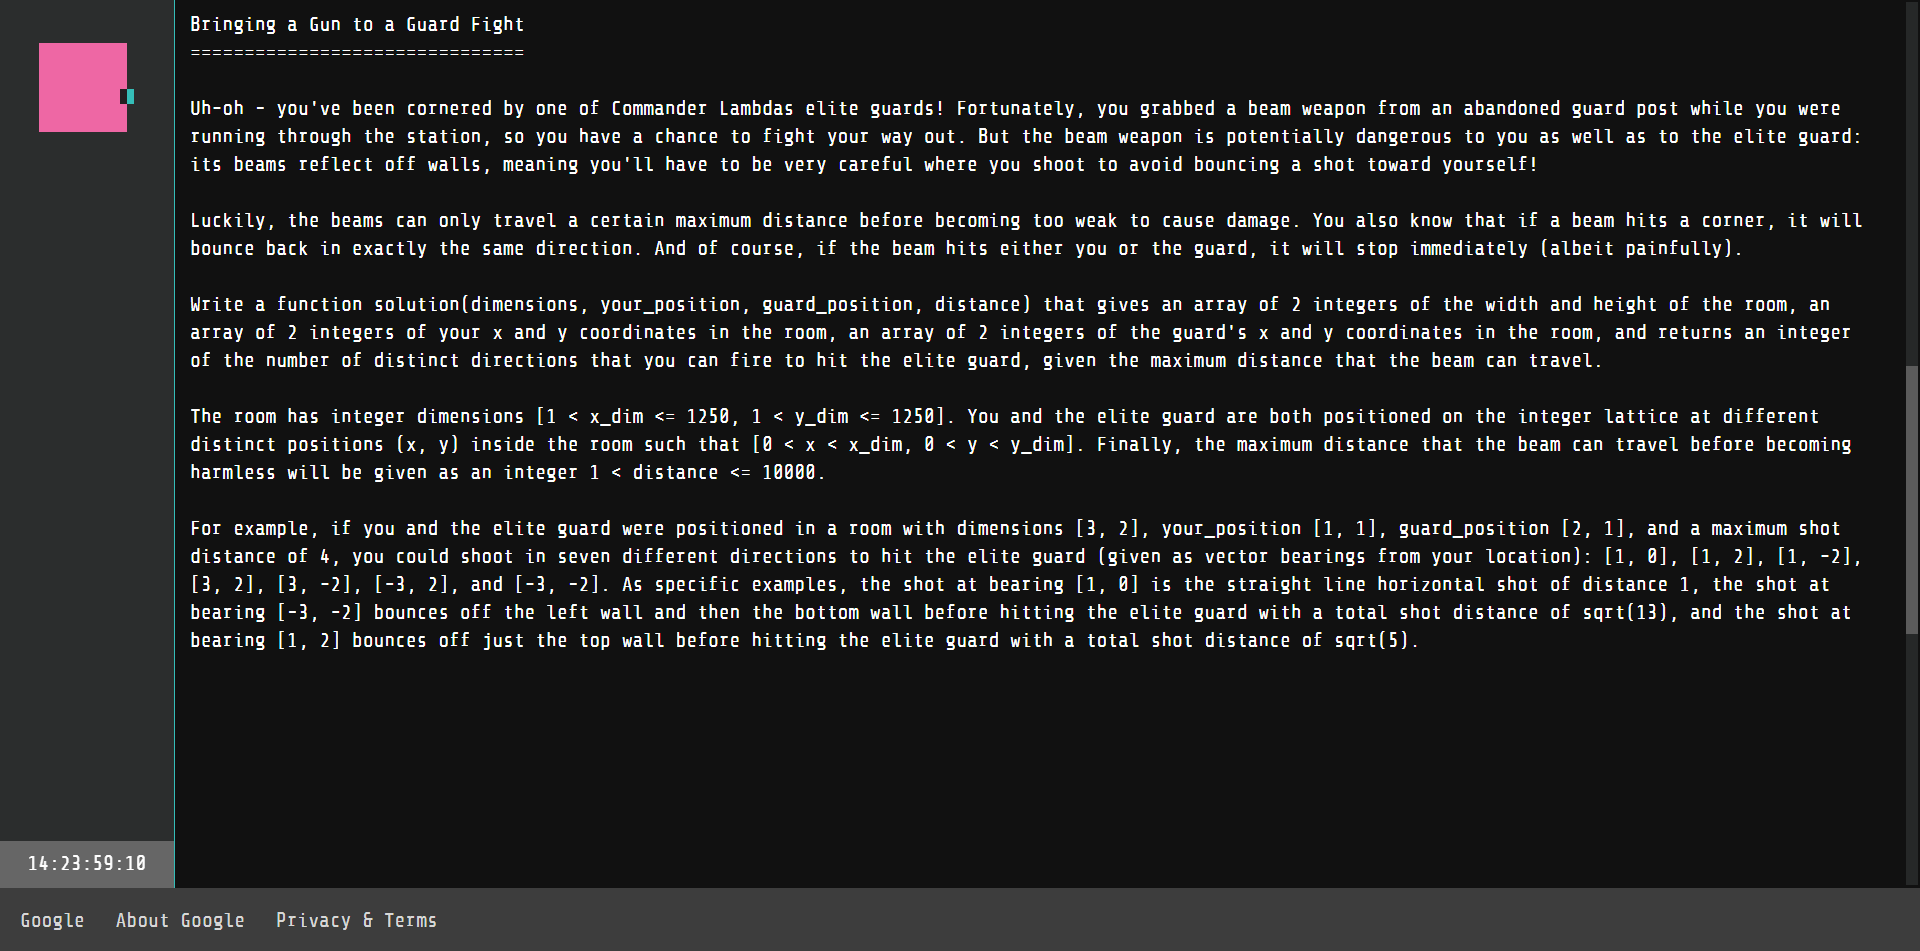 Bringing a Gun to a Guard Fight
===============================
Uh-oh - you've been cornered by one of Commander Lambdas elite guards! Fortunately, you grabbed a beam weapon from an abandoned guard post while you were
running through the station, so you have a chance to fight your way out. But the beam weapon is potentially dangerous to you as well as to the elite guard:
its beams reflect off walls, meaning you'll have to be very careful where you shoot to avoid bouncing a shot toward yourself!
Luckily, the beams can only travel a certain maximum distance before becoming too weak to cause damage. You also know that if a beam hits a corner, it will
bounce back in exactly the same direction. And of course, if the beam hits either you or the guard, it will stop immediately (albeit painfully).
Write a function solution(dimensions, your_position, guard_position, distance) that gives an array of 2 integers of the width and height of the room, an
array of 2 integers of your x and y coordinates in the room, an array of 2 integers of the guard's x and y coordinates in the room, and returns an integer
of the number of distinct directions that you can fire to hit the elite guard, given the maximum distance that the beam can travel.
The room has integer dimensions [1 < x_dim <= 1250, 1 < y_dim <= 1250]. You and the elite guard are both positioned on the integer lattice at different
distinct positions (x, y) inside the room such that [0 < x < x_dim, 0 < y < y_dim]. Finally, the maximum distance that the beam can travel before becoming
harmless will be given as an integer 1 < distance <= 10000.
For example, if you and the elite guard were positioned in a room with dimensions [3, 2], your_position [1, 1], guard_position [2, 1], and a maximum shot
distance of 4, you could shoot in seven different directions to hit the elite guard (given as vector bearings from your location): [1, 0], [1, 2], [1, -2],
[3, 2], [3, -2], [-3, 2], and [-3, -2]. As specific examples, the shot at bearing [1, 0] is the straight line horizontal shot of distance 1, the shot at
bearing [-3, -2] bounces off the left wall and then the bottom wall before hitting the elite guard with a total shot distance of sqrt(13), and the shot at
bearing [1, 2] bounces off just the top wall before hitting the elite guard with a total shot distance of sqrt(5).
14:23:59:10
Google About Google Privacy & Terms